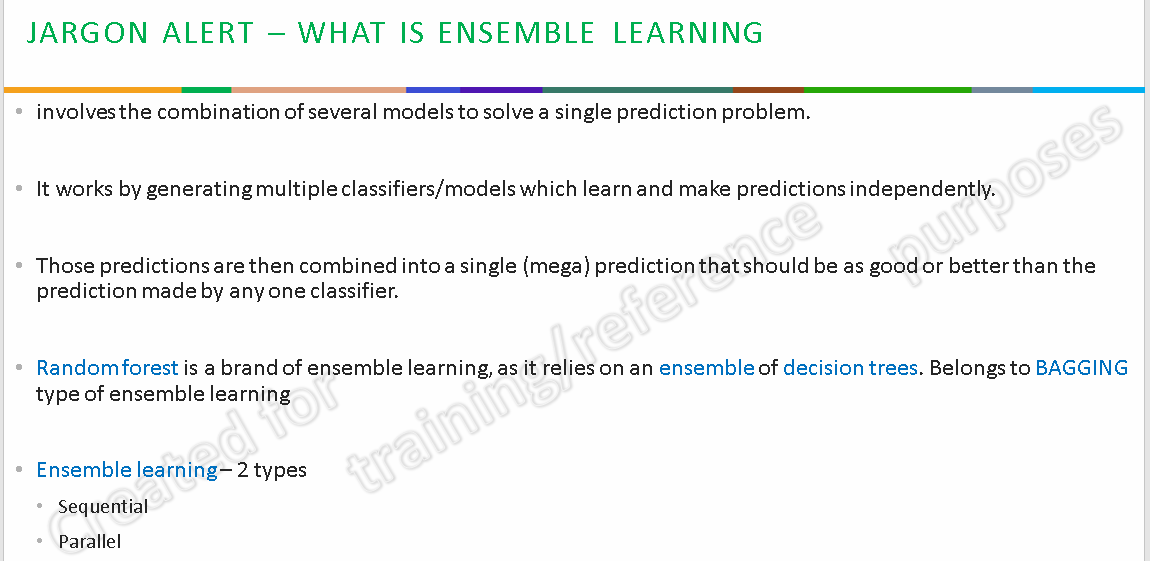 JARGON ALERT – WHAT IS ENSEMBLE LEARNING
• involves the combination of several models to solve a single prediction problem.
• It works by generating multiple classifiers/models which learn and make predictions independently.
• Those predictions are then combined into a single (mega) prediction that should be as good or better than the
prediction made by any one classifier.
• Random forest is a brand of ensemble learning, as it relies on an ensemble of decision trees. Belongs to BAGGING
type of ensemble learning
• Ensemble learning – 2 types
• Sequential
• Parallel
Created for training/reference purposes